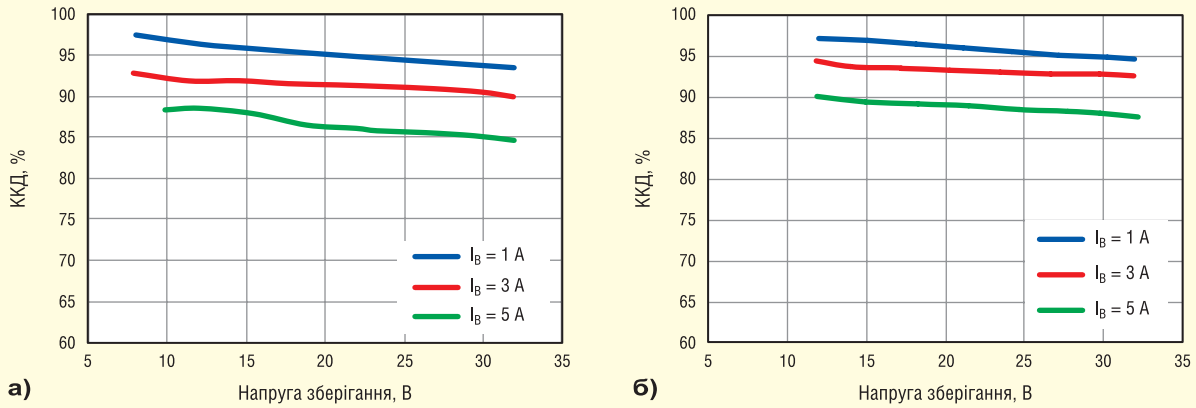 100
95
90
85
80
75
70
65
60
ККД, %
I_B = 1 А
I_B = 3 А
I_B = 5 А
5 10 15 20 25 30 35
Напруга зберігання, В
а)
100
95
90
85
80
75
70
65
60
ККД, %
I_B = 1 А
I_B = 3 А
I_B = 5 А
5 10 15 20 25 30 35
Напруга зберігання, В
б)